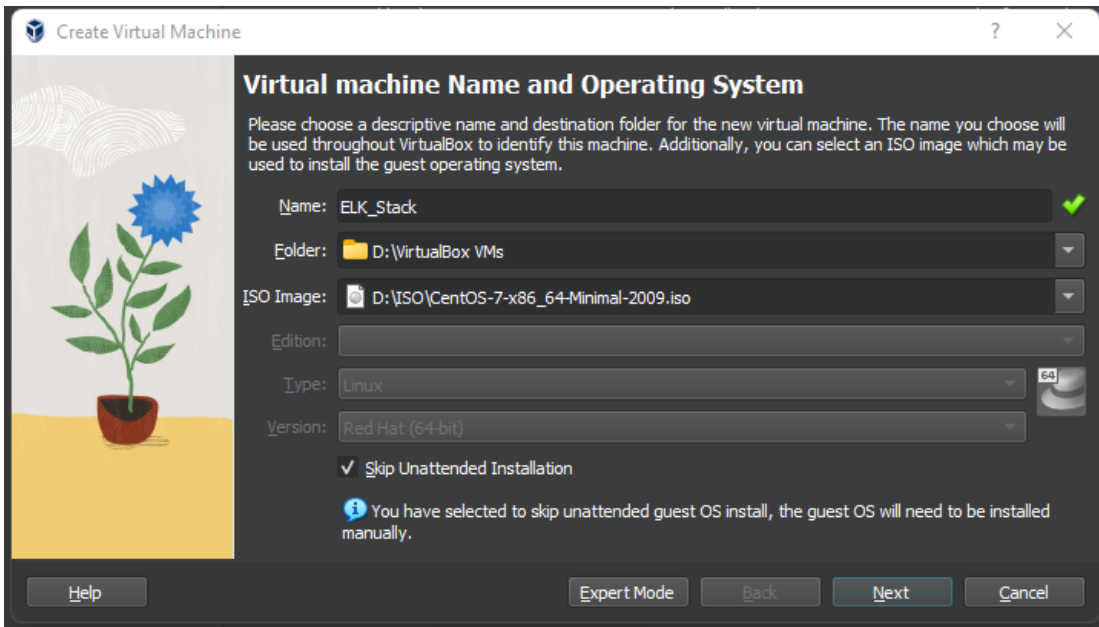 Create Virtual Machine
?
Virtual machine Name and Operating System
Please choose a descriptive name and destination folder for the new virtual machine. The name you choose will
be used throughout VirtualBox to identify this machine. Additionally, you can select an ISO image which may be
used to install the guest operating system.
Name: ELK_Stack
Folder: D:\VirtualBox VMs
ISO Image: D:\ISO\CentOS-7-x86_64-Minimal-2009.iso
Edition:
Type: Linux
64
Version: Red Hat (64-bit)
Skip Unattended Installation
You have selected to skip unattended guest OS install, the guest OS will need to be installed
manually.
Help Expert Mode Back Next Cancel